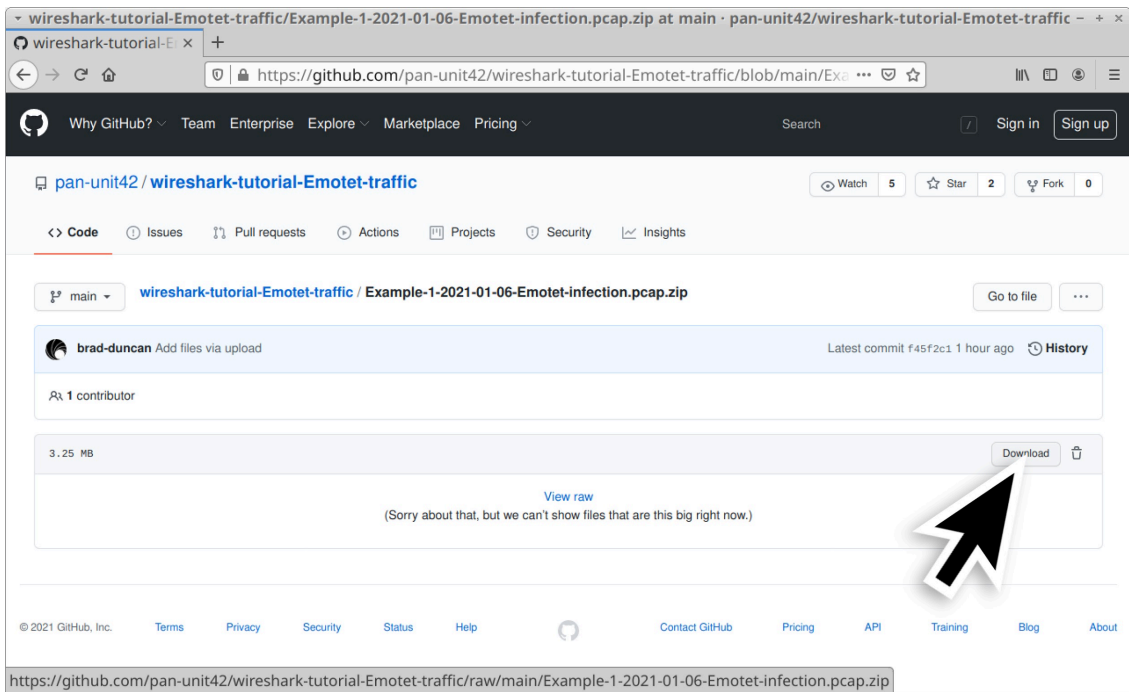 wireshark-tutorial-Emotet-traffic/Example-1-2021-01-06-Emotet-infection.pcap.zip at main · pan-unit42/wireshark-tutorial-Emotet-traffic
wireshark-tutorial-E
https://github.com/pan-unit42/wireshark-tutorial-Emotet-traffic/blob/main/Exa
Why GitHub? Team Enterprise Explore Marketplace Pricing Search / Sign in Sign up
pan-unit42 / wireshark-tutorial-Emotet-traffic Watch 5 Star 2 Fork 0
<> Code Issues Pull requests Actions Projects Security Insights
main wireshark-tutorial-Emotet-traffic / Example-1-2021-01-06-Emotet-infection.pcap.zip Go to file ...
brad-duncan Add files via upload Latest commit f45f2c1 1 hour ago History
1 contributor
3.25 MB Download
View raw
(Sorry about that, but we can't show files that are this big right now.)
© 2021 GitHub, Inc. Terms Privacy Security Status Help Contact GitHub Pricing API Training Blog About
https://github.com/pan-unit42/wireshark-tutorial-Emotet-traffic/raw/main/Example-1-2021-01-06-Emotet-infection.pcap.zip